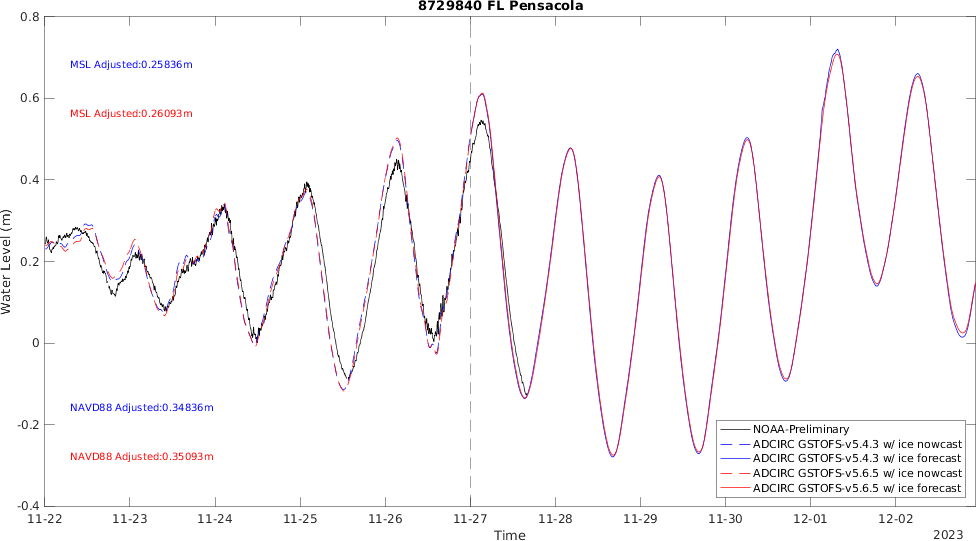 8729840 FL Pensacola
0.8
MSL Adjusted:0.25836m
0.6
MSL Adjusted:0.26093m
0.4
Water Level (m)
0.2
0
NAVD88 Adjusted:0.34836m
-0.2
NAVD88 Adjusted:0.35093m
-0.4
NOAA-Preliminary
ADCIRC GSTOFS-v5.4.3 w/ ice nowcast
ADCIRC GSTOFS-v5.4.3 w/ ice forecast
ADCIRC GSTOFS-v5.6.5 w/ ice nowcast
ADCIRC GSTOFS-v5.6.5 w/ ice forecast
11-22 11-23 11-24 11-25 11-26 11-27 11-28 11-29 11-30 12-01 12-02
Time
2023